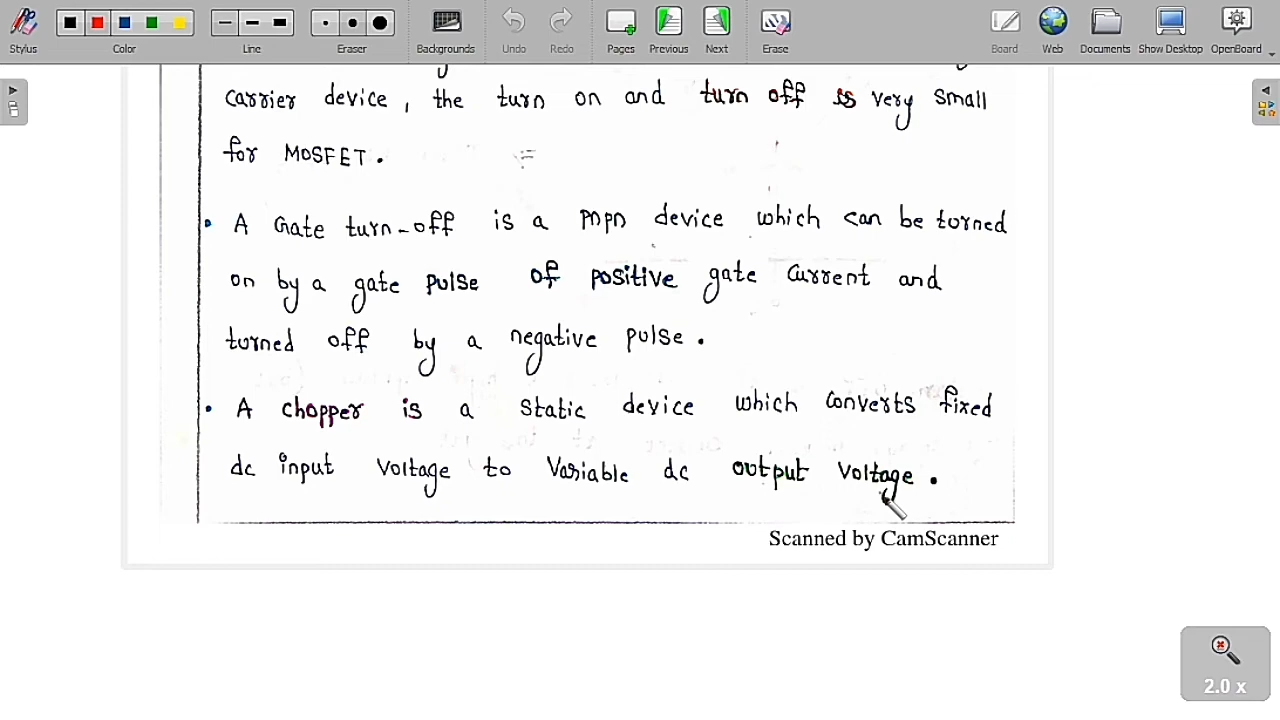 Stylus
Color
Line
Eraser
Backgrounds
Undo
Redo
Pages
Previous
Next
Erase
Board
Web
Documents
Show Desktop
OpenBoard
carrier device, the turn on and turn off is very small
for MOSFET.
• A Gate turn-off is a pnpn device which can be torned
on by a gate pulse of positive gate current and
turned off by a negative pulse.
• A chopper is a static device which converts fixed
dc input voltage to variable dc output voltage.
Scanned by CamScanner
2.0 x